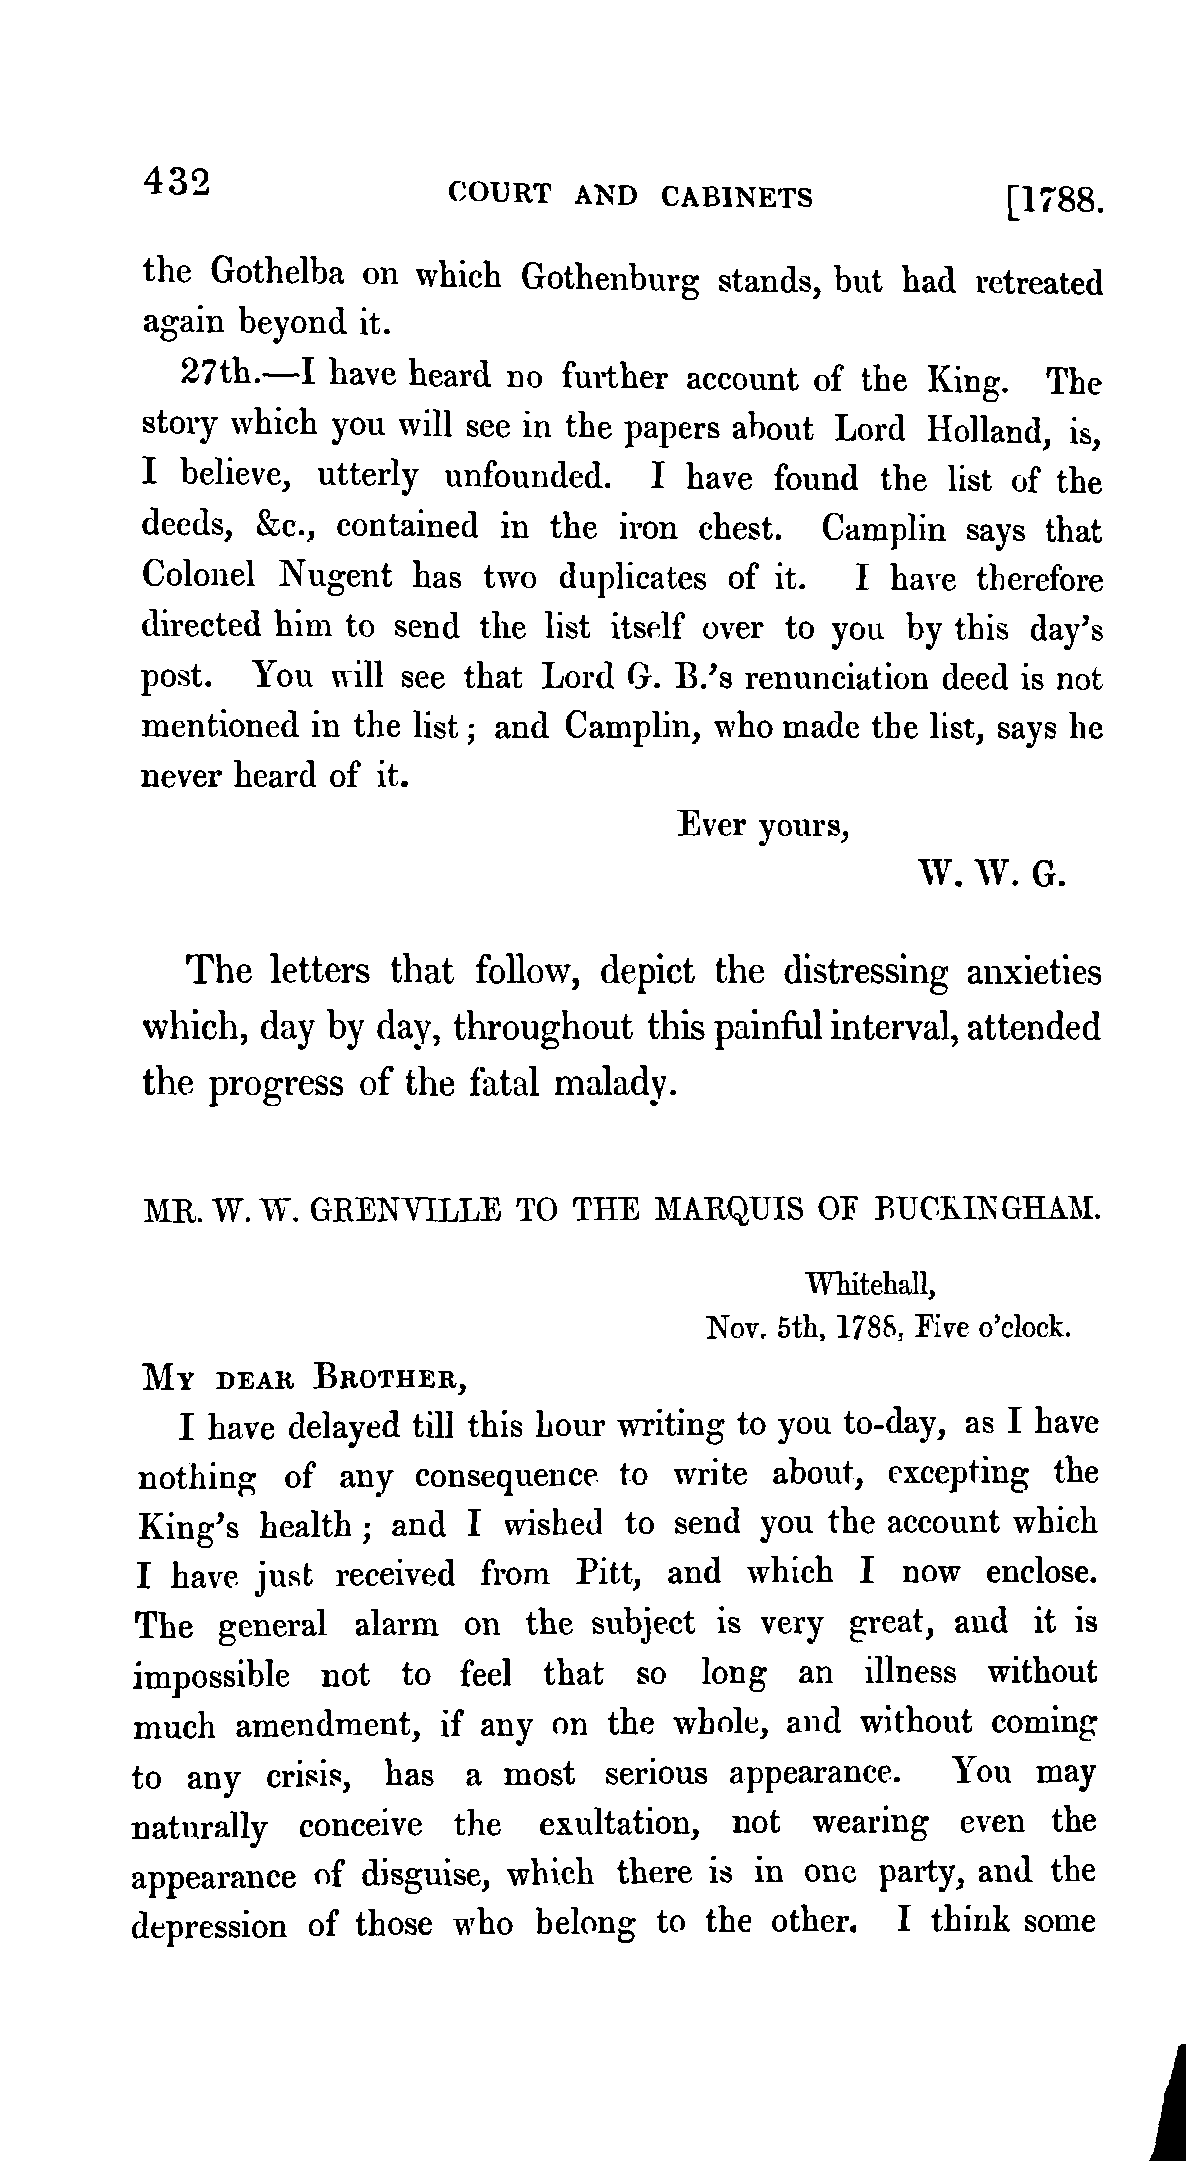 432 COURT AND CABINETS [1788.
the Gothelba on which Gothenburg stands, but had retreated
again beyond it.
27th.—I have heard no further account of the King. The
story which you will see in the papers about Lord Holland, is,
I believe, utterly unfounded. I have found the list of the
deeds, &c., contained in the iron chest. Camplin says that
Colonel Nugent has two duplicates of it. I have therefore
directed him to send the list itself over to you by this day's
post. You will see that Lord G. B.'s renunciation deed is not
mentioned in the list; and Camplin, who made the list, says he
never heard of it.
Ever yours,
W. W. G.
The letters that follow, depict the distressing anxieties
which, day by day, throughout this painful interval, attended
the progress of the fatal malady.
MR. W. W. GRENVILLE TO THE MARQUIS OF BUCKINGHAM.
Whitehall,
Nov. 5th, 1788, Five o'clock.
MY DEAR BROTHER,
I have delayed till this hour writing to you to-day, as I have
nothing of any consequence to write about, excepting the
King's health; and I wished to send you the account which
I have just received from Pitt, and which I now enclose.
The general alarm on the subject is very great, and it is
impossible not to feel that so long an illness without
much amendment, if any on the whole, and without coming
to any crisis, has a most serious appearance. You may
naturally conceive the exultation, not wearing even the
appearance of disguise, which there is in one party, and the
depression of those who belong to the other. I think some